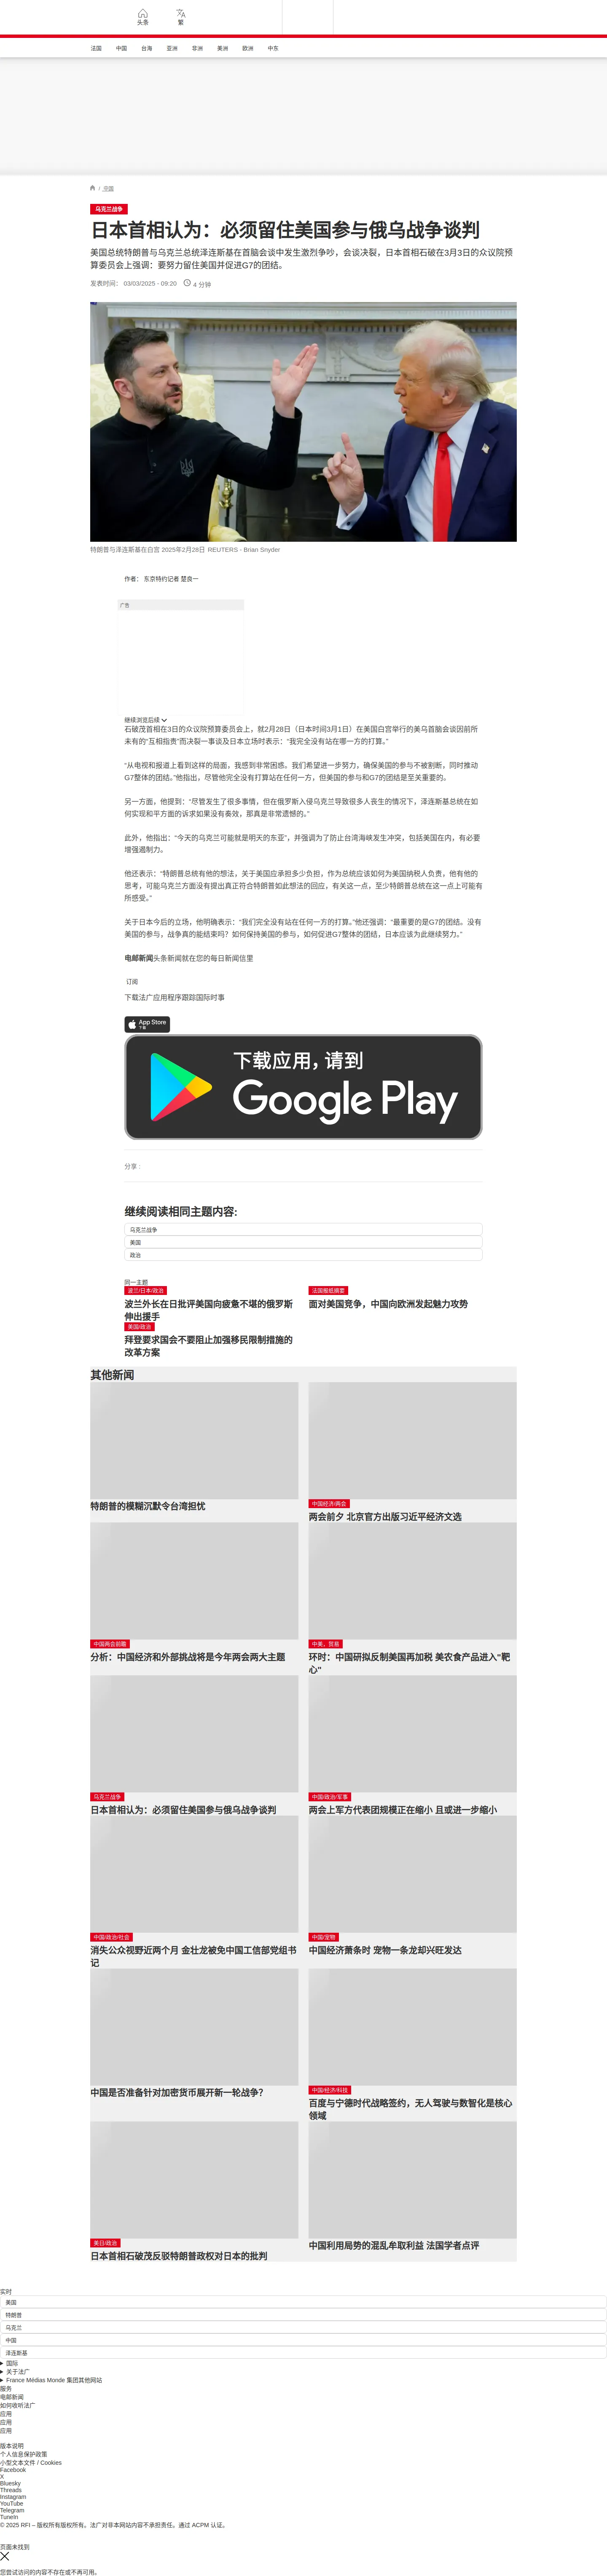 头条
繁
法国
中国
台海
亚洲
非洲
美洲
欧洲
中东
/ 中国
乌克兰战争
日本首相认为：必须留住美国参与俄乌战争谈判
美国总统特朗普与乌克兰总统泽连斯基在首脑会谈中发生激烈争吵，会谈决裂，日本首相石破在3月3日的众议院预
算委员会上强调：要努力留住美国并促进G7的团结。
发表时间： 03/03/2025 - 09:20
4 分钟
特朗普与泽连斯基在白宫 2025年2月28日 REUTERS - Brian Snyder
作者： 东京特约记者 楚良一
广告
继续浏览后续
石破茂首相在3日的众议院预算委员会上，就2月28日（日本时间3月1日）在美国白宫举行的美乌首脑会谈因前所
未有的“互相指责”而决裂一事谈及日本立场时表示：“我完全没有站在哪一方的打算。”
“从电视和报道上看到这样的局面，我感到非常困惑。我们希望进一步努力，确保美国的参与不被割断，同时推动
G7整体的团结。”他指出，尽管他完全没有打算站在任何一方，但美国的参与和G7的团结是至关重要的。
另一方面，他提到：“尽管发生了很多事情，但在俄罗斯入侵乌克兰导致很多人丧生的情况下，泽连斯基总统在如
何实现和平方面的诉求如果没有奏效，那真是非常遗憾的。”
此外，他指出：“今天的乌克兰可能就是明天的东亚”，并强调为了防止台湾海峡发生冲突，包括美国在内，有必要
增强遏制力。
他还表示：“特朗普总统有他的想法，关于美国应承担多少负担，作为总统应该如何为美国纳税人负责，他有他的
思考，可能乌克兰方面没有提出真正符合特朗普如此想法的回应，有关这一点，至少特朗普总统在这一点上可能有
所感受。”
关于日本今后的立场，他明确表示：“我们完全没有站在任何一方的打算。”他还强调：“最重要的是G7的团结。没有
美国的参与，战争真的能结束吗？如何保持美国的参与，如何促进G7整体的团结，日本应该为此继续努力。”
电邮新闻头条新闻就在您的每日新闻信里
订阅
下载法广应用程序跟踪国际时事
App Store
下载
下载应用，请到
Google Play
分享 :
继续阅读相同主题内容:
乌克兰战争
美国
政治
同一主题
波兰/日本/政治
波兰外长在日批评美国向疲惫不堪的俄罗斯
伸出援手
法国报纸摘要
面对美国竞争，中国向欧洲发起魅力攻势
美国/政治
拜登要求国会不要阻止加强移民限制措施的
改革方案
其他新闻
特朗普的模糊沉默令台湾担忧
中国经济/两会
两会前夕 北京官方出版习近平经济文选
中国两会前瞻
分析：中国经济和外部挑战将是今年两会两大主题
中美，贸易
环时：中国研拟反制美国再加税 美农食产品进入"靶
心"
乌克兰战争
日本首相认为：必须留住美国参与俄乌战争谈判
中国/政治/军事
两会上军方代表团规模正在缩小 且或进一步缩小
中国/政治/社会
消失公众视野近两个月 金壮龙被免中国工信部党组书
记
中国/宠物
中国经济萧条时 宠物一条龙却兴旺发达
中国是否准备针对加密货币展开新一轮战争？
中国/经济/科技
百度与宁德时代战略签约，无人驾驶与数智化是核心
领域
美日/政治
日本首相石破茂反驳特朗普政权对日本的批判
中国利用局势的混乱牟取利益 法国学者点评
实时
美国
特朗普
乌克兰
中国
泽连斯基
国际
关于法广
France Médias Monde 集团其他网站
服务
电邮新闻
如何收听法广
应用
应用
应用
版本说明
个人信息保护政策
小型文本文件 / Cookies
Facebook
X
Bluesky
Threads
Instagram
YouTube
Telegram
TuneIn
© 2025 RFI – 版权所有版权所有。法广对非本网站内容不承担责任。通过 ACPM 认证。
页面未找到
您尝试访问的内容不存在或不再可用。